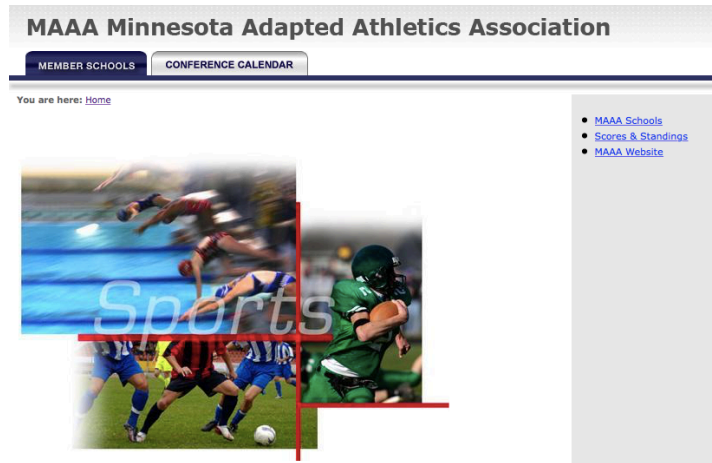 MAAA Minnesota Adapted Athletics Association
MEMBER SCHOOLS
CONFERENCE CALENDAR
You are here: Home
MAAA Schools
Scores & Standings
MAAA Website
Sports